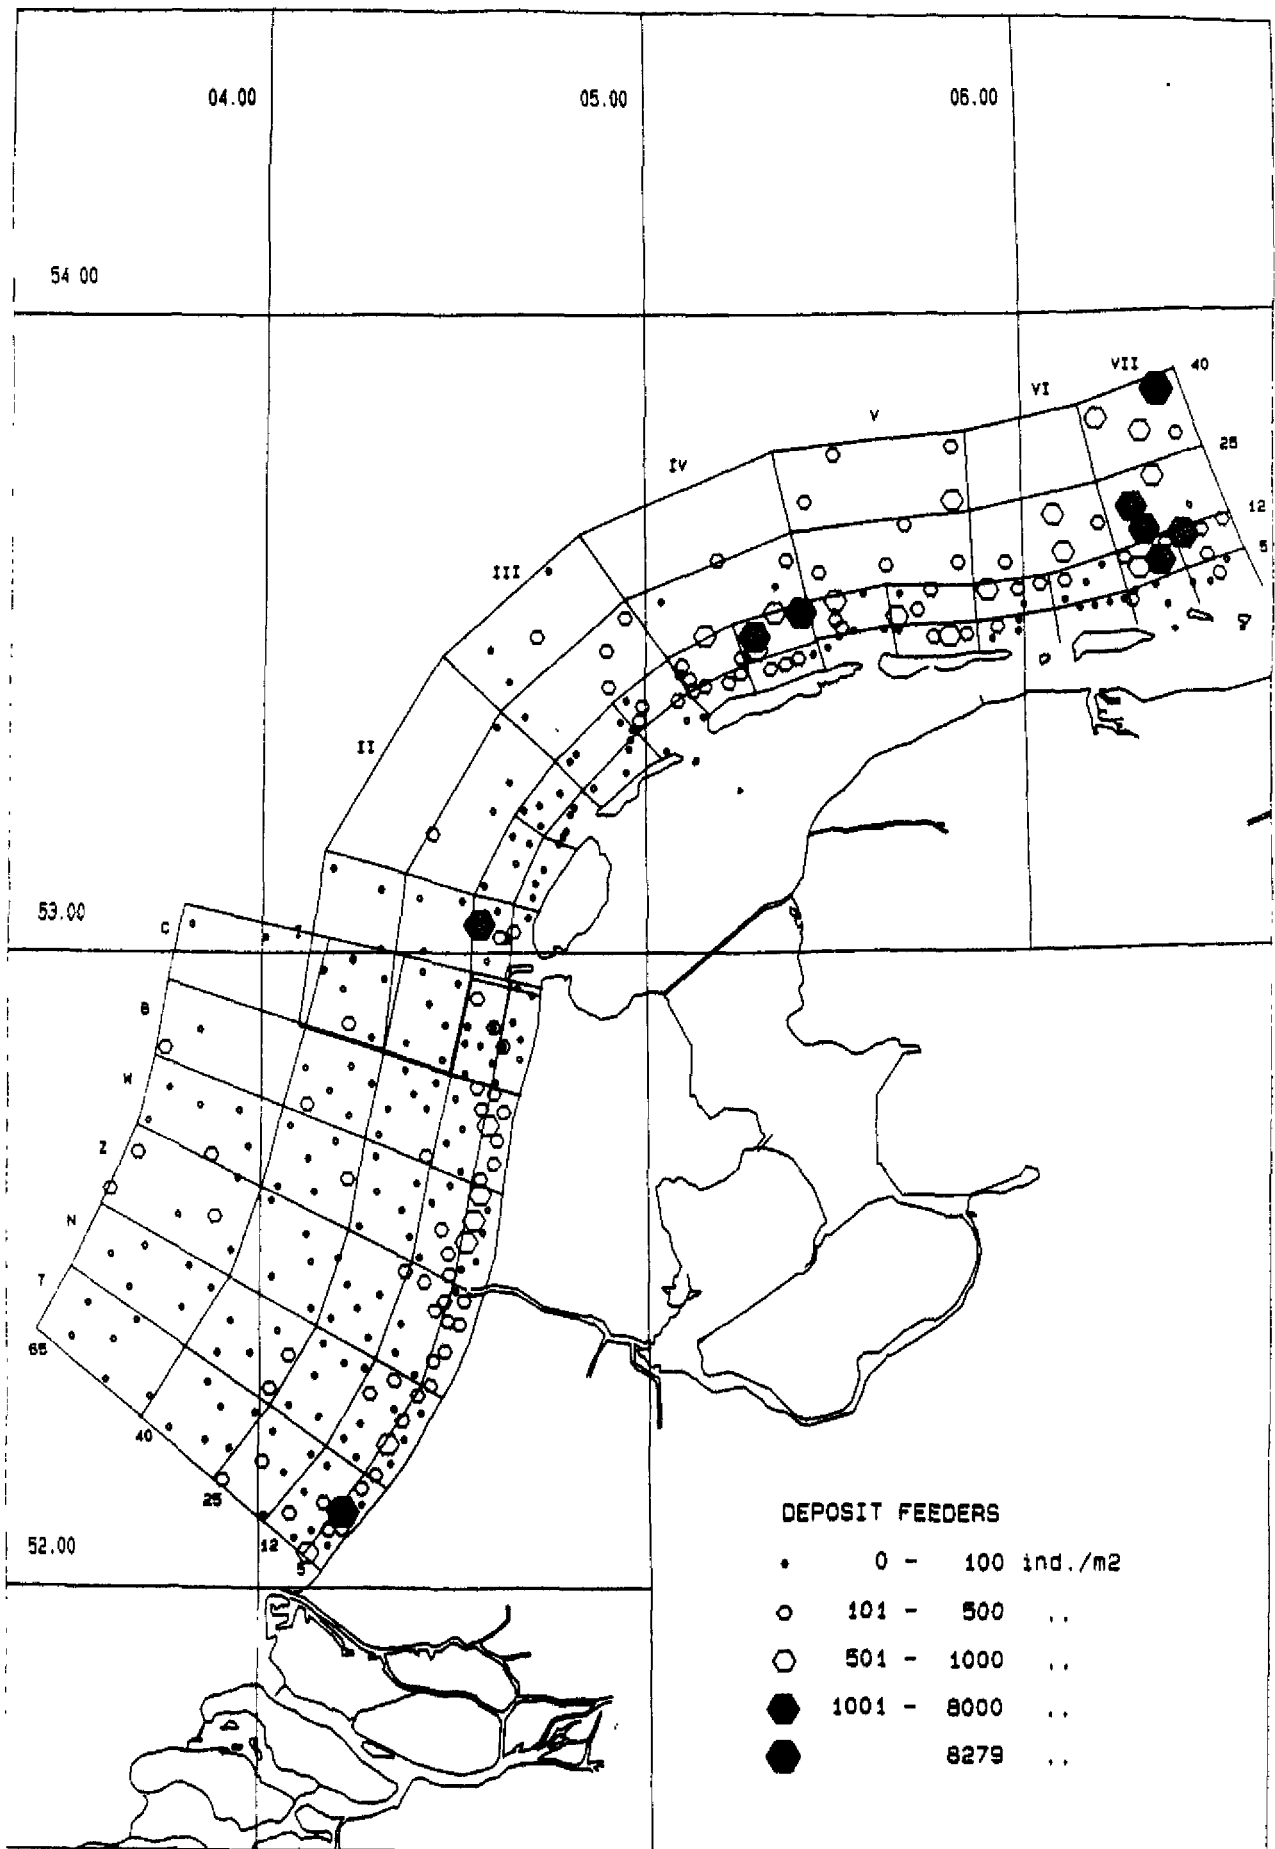 04.00 05.00 06.00
54 00
VII 40
VI
V
25
IV
12
5
III
II
53.00
C I
B
W
Z
N
T
65
40
25
12
5
52.00
DEPOSIT FEEDERS
0 - 100 ind./m2
101 - 500 ..
501 - 1000 ..
1001 - 8000 ..
8279 ..